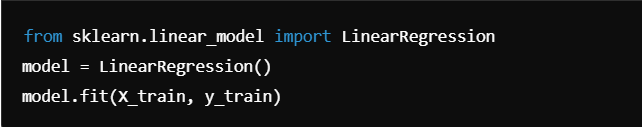 from sklearn.linear_model import LinearRegression
model = LinearRegression()
model.fit(X_train, y_train)